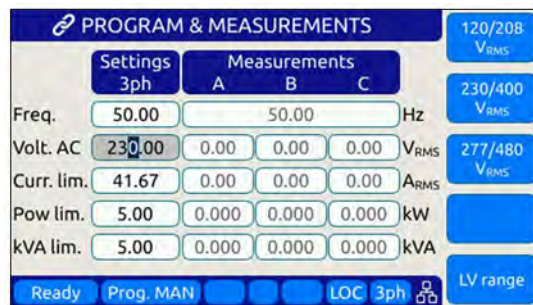 PROGRAM & MEASUREMENTS
Settings Measurements
3ph A B C
Freq. 50.00 50.00 Hz
Volt. AC 230.00 0.00 0.00 0.00 VRMS
Curr. lim. 41.67 0.00 0.00 0.00 ARMS
Pow lim. 5.00 0.000 0.000 0.000 kW
kVA lim. 5.00 0.000 0.000 0.000 kVA
Ready Prog. MAN LOC 3ph
120/208
VRMS
230/400
VRMS
277/480
VRMS
LV range